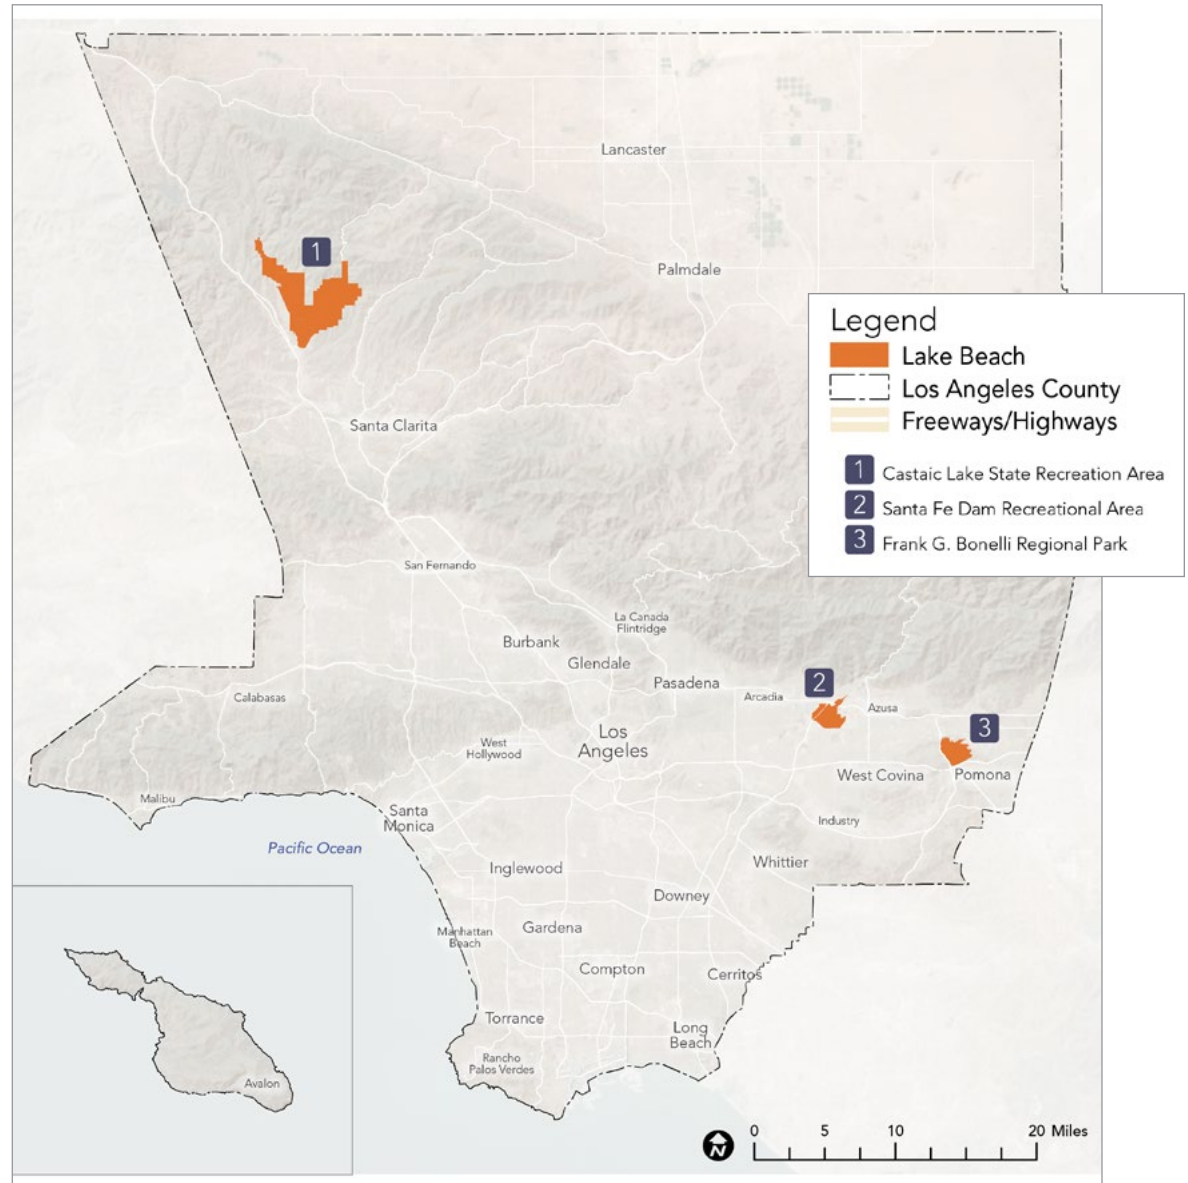 Lancaster
1
Palmdale
Legend
Lake Beach
Los Angeles County
Freeways/Highways
1 Castaic Lake State Recreation Area
2 Santa Fe Dam Recreational Area
3 Frank G. Bonelli Regional Park
Santa Clarita
San Fernando
La Canada
Flintridge
Burbank
Glendale
Pasadena
2
Arcadia
Azusa
Calabasas
3
Los
Angeles
West
Hollywood
West Covina
Pomona
Malibu
Santa
Monica
Industry
Pacific Ocean
Inglewood
Whittier
Downey
Manhattan
Beach
Gardena
Compton
Cerritos
Torrance
Long
Beach
Rancho
Palos Verdes
Avalon
N
0 5 10 20 Miles